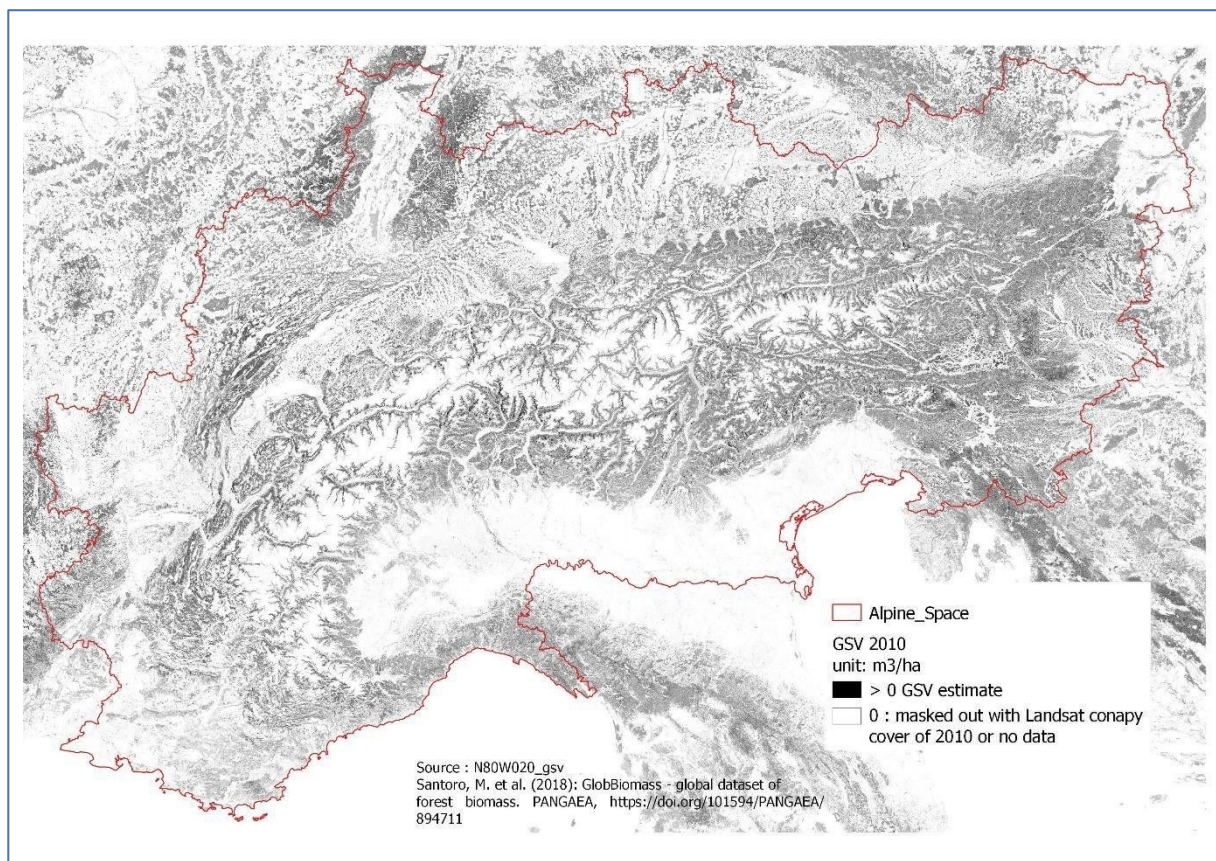 Alpine_Space
GSV 2010
unit: m3/ha
> 0 GSV estimate
0 : masked out with Landsat conapy
cover of 2010 or no data
Source : N80W020_gsv
Santoro, M. et al. (2018): GlobBiomass - global dataset of
forest biomass. PANGAEA, https://doi.org/101594/PANGAEA/
894711